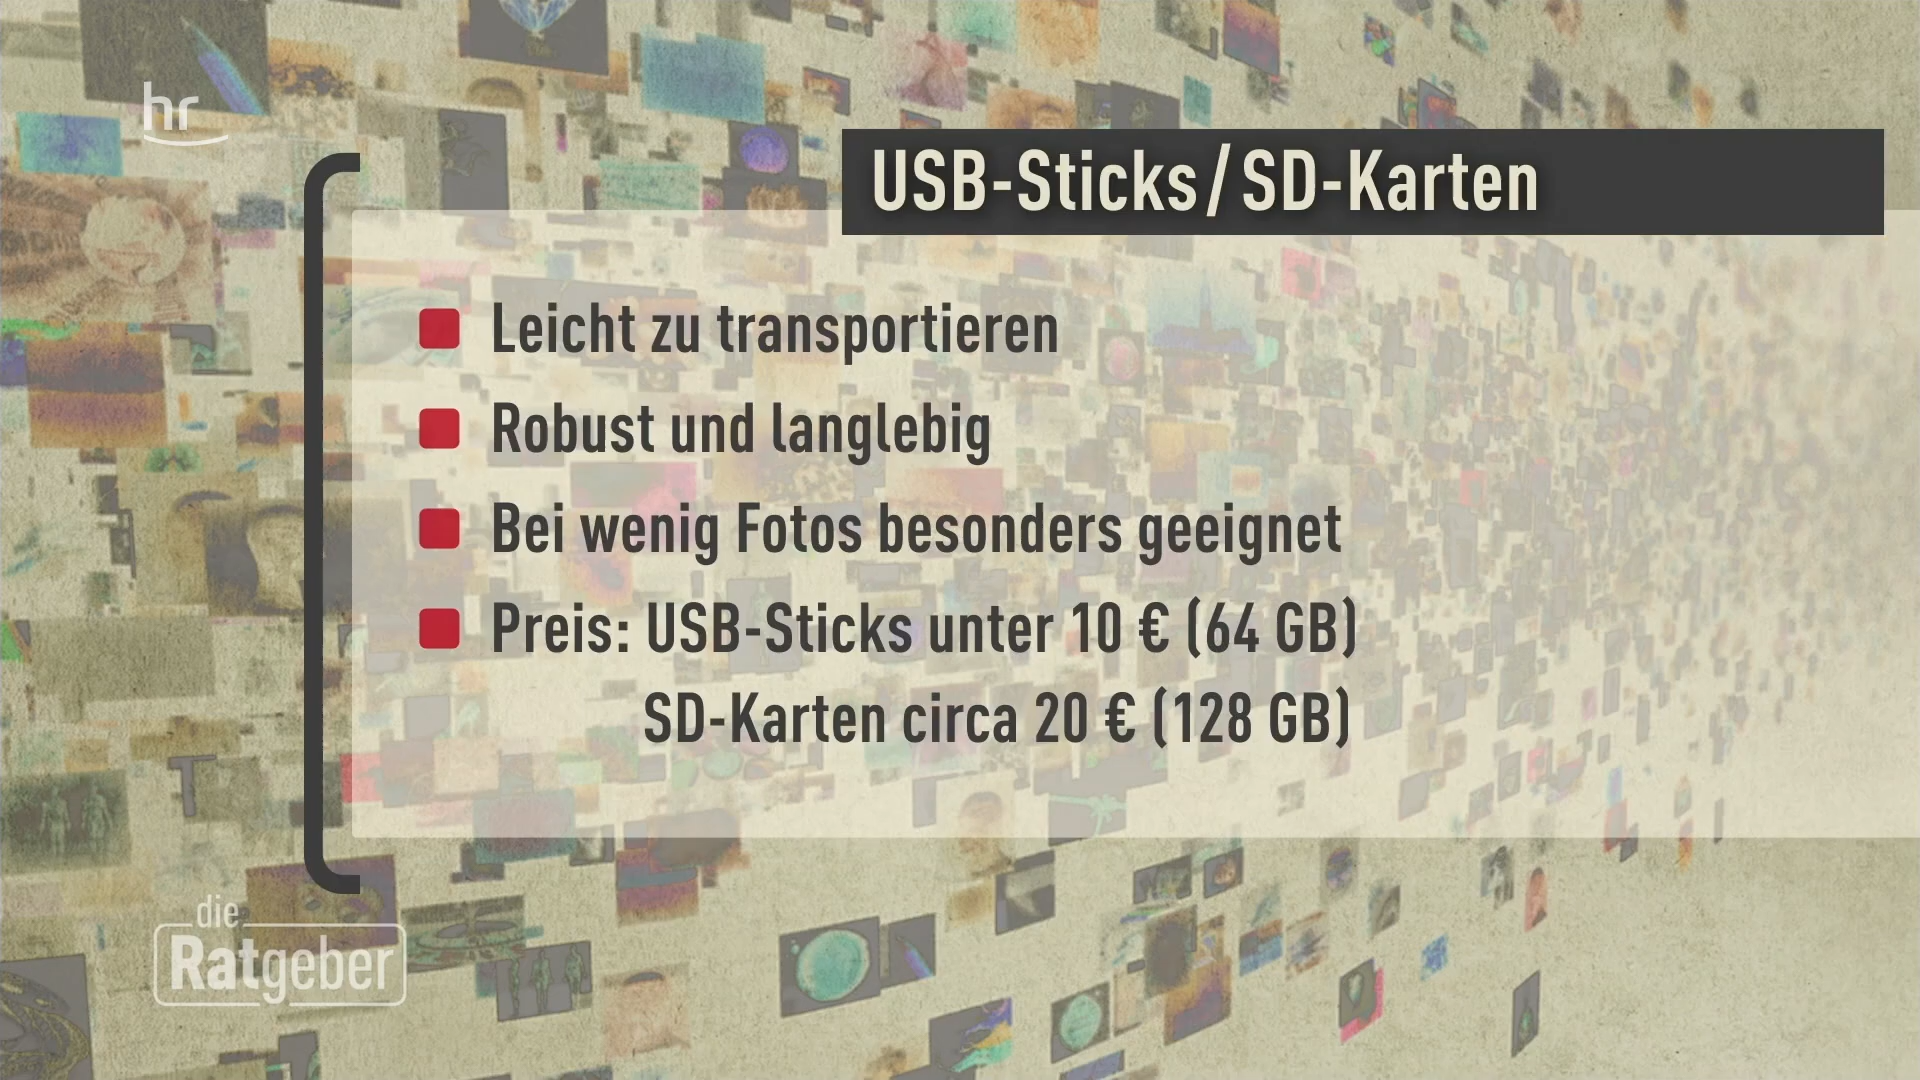 hr
USB-Sticks/SD-Karten
Leicht zu transportieren
Robust und langlebig
Bei wenig Fotos besonders geeignet
Preis: USB-Sticks unter 10 € (64 GB)
SD-Karten circa 20 € (128 GB)
die
Ratgeber